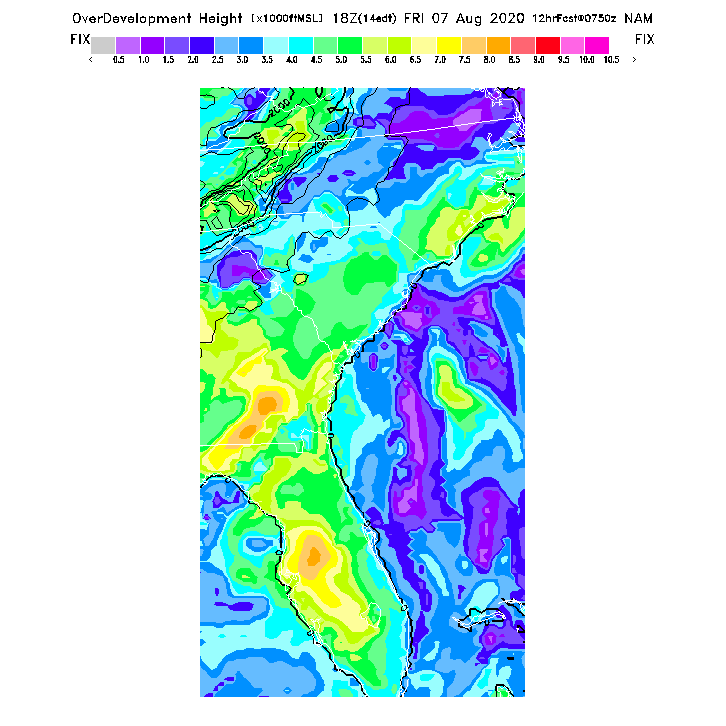 OverDevelopment Height [x1000ftMSL] 18Z(14edt) FRI 07 Aug 2020 12hrFcst@0750z NAM
FIX FIX
< 0.5 1.0 1.5 2.0 2.5 3.0 3.5 4.0 4.5 5.0 5.5 6.0 6.5 7.0 7.5 8.0 8.5 9.0 9.5 10.0 10.5 >
2000